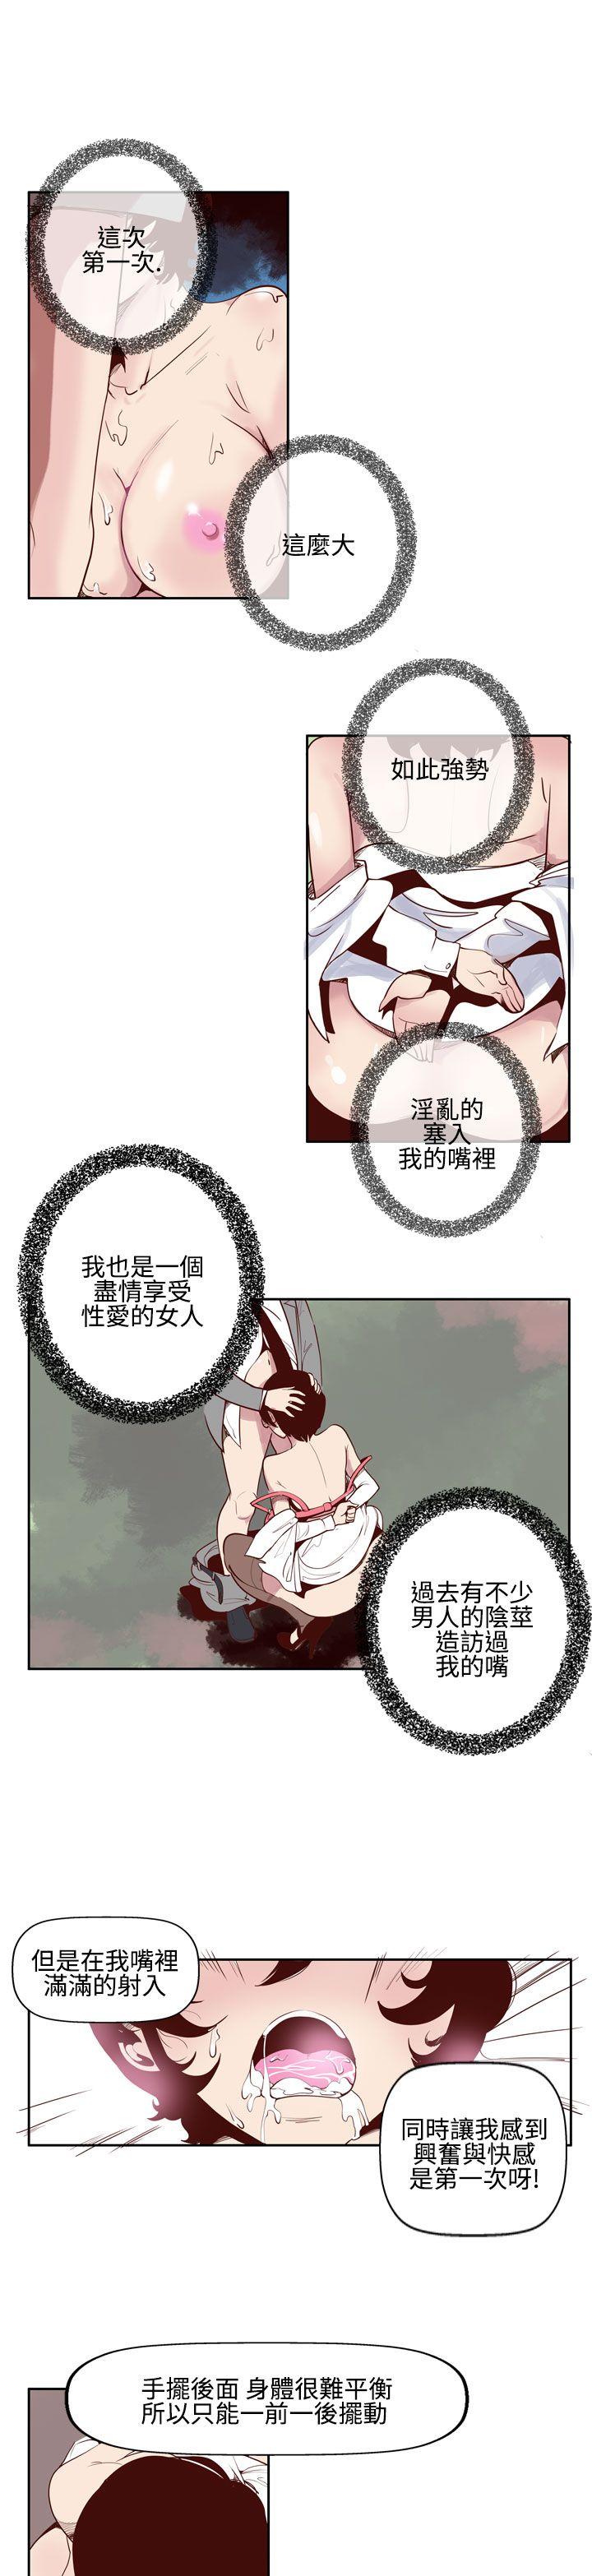 這次
第一次.
這麼大
如此強勢
淫亂的
塞入
我的嘴裡
我也是一個
盡情享受
性愛的女人
過去有不少
男人的陰莖
造訪過
我的嘴
但是在我嘴裡
滿滿的射入
同時讓我感到
興奮與快感
是第一次呀!
手擺後面 身體很難平衡
所以只能一前一後擺動